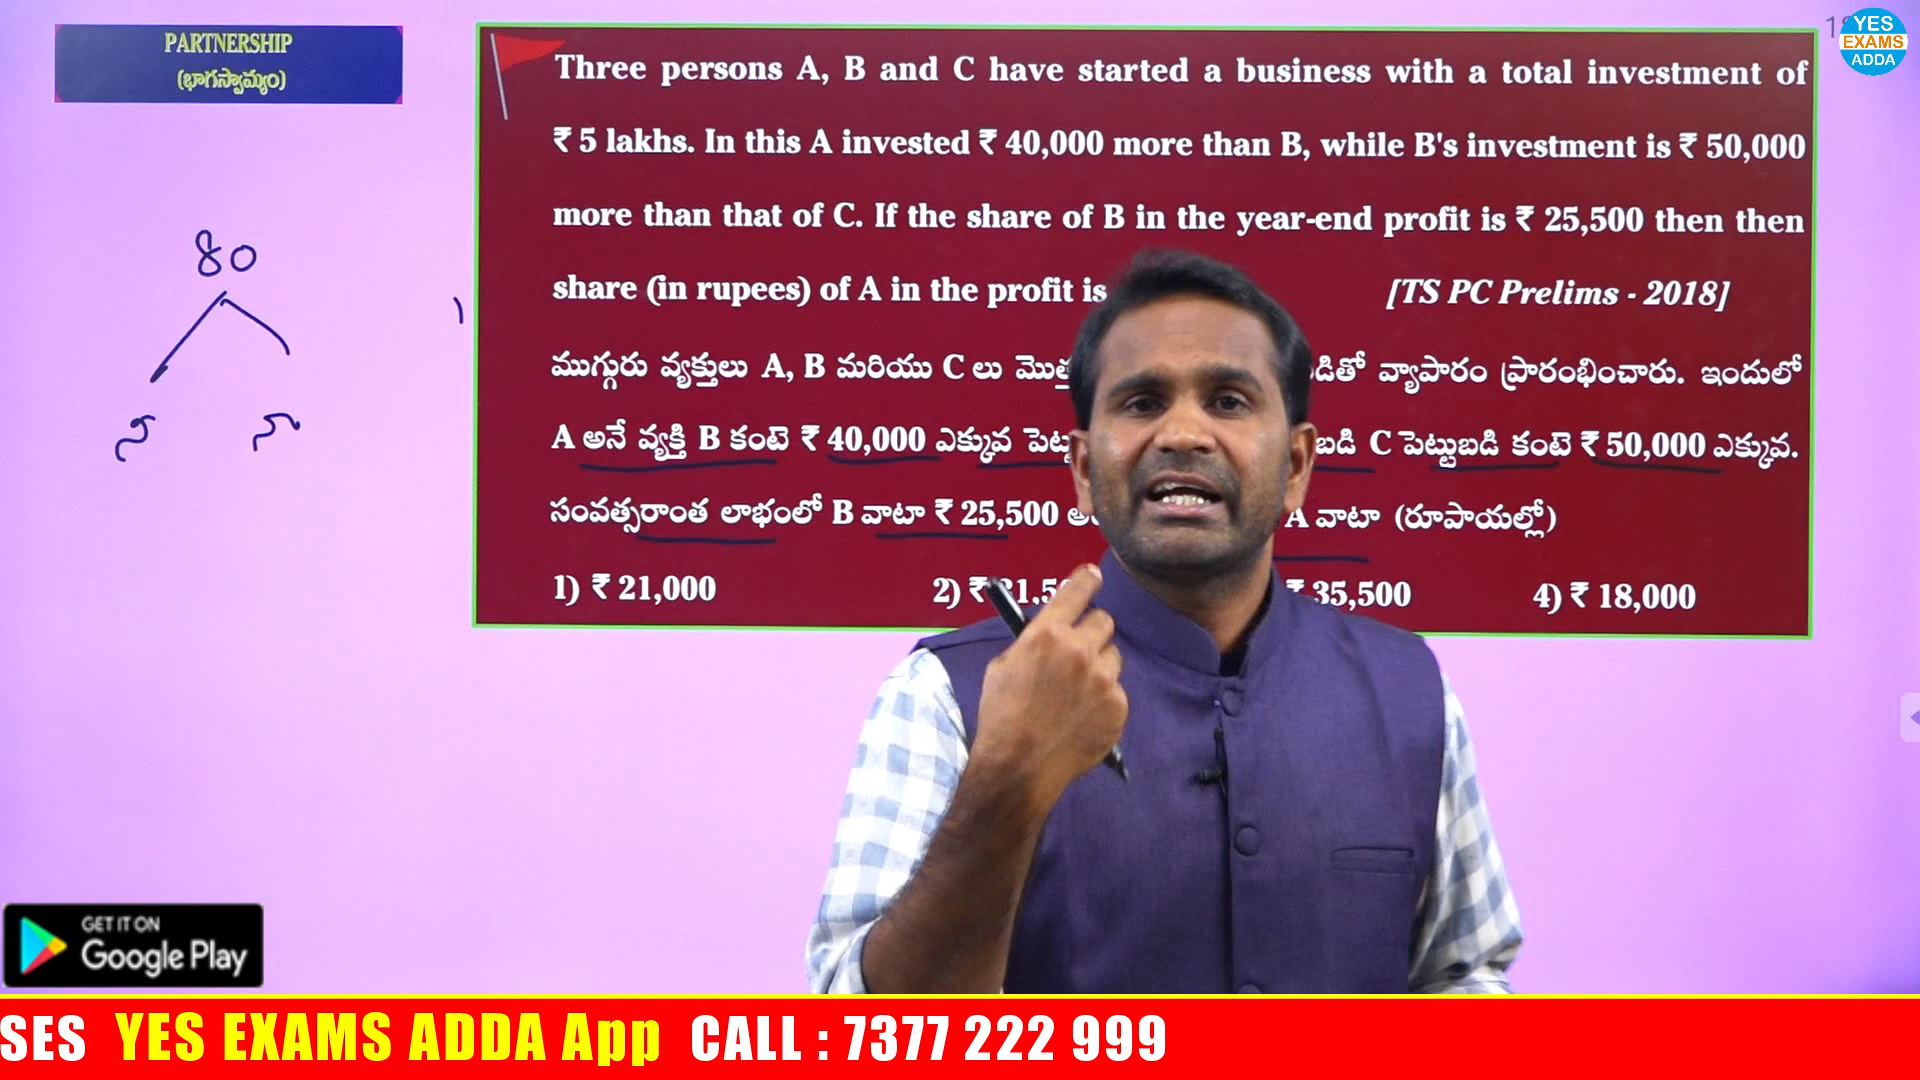 PARTNERSHIP
(భాగస్వామ్యం)
YES
EXAMS
ADDA
Three persons A, B and C have started a business with a total investment of
₹ 5 lakhs. In this A invested ₹ 40,000 more than B, while B's investment is ₹ 50,000
more than that of C. If the share of B in the year-end profit is ₹ 25,500 then then
share (in rupees) of A in the profit is
[TS PC Prelims - 2018]
ముగ్గురు వ్యక్తులు A, B మరియు C లు వ్యాపారం ప్రారంభించారు. ఇందులో
A అనే వ్యక్తి B కంటె ₹ 40,000 ఎక్కువ C పెట్టుబడి కంటె ₹ 50,000 ఎక్కువ.
సంవత్సరాంత లాభంలో B వాటా ₹ 25,500 A వాటా (రూపాయల్లో)
1) ₹ 21,000 2) ₹ ₹ 35,500 4) ₹ 18,000
80
నీ నా
GET IT ON
Google Play
SES YES EXAMS ADDA App CALL : 7377 222 999